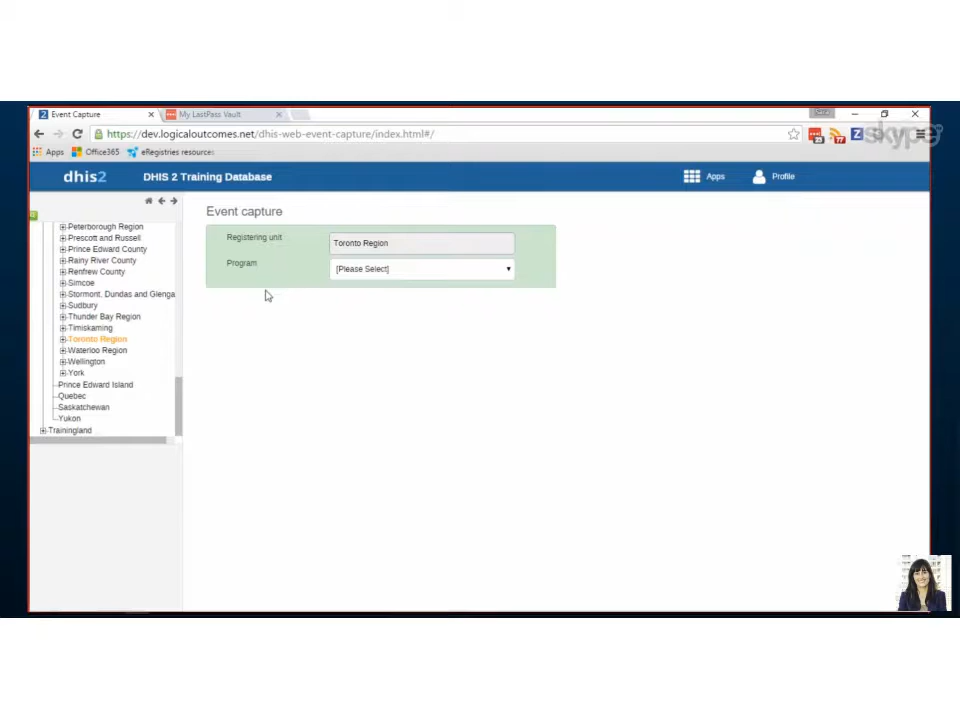 Event Capture
My LastPass Vault
https://dev.logicaloutcomes.net/dhis-web-event-capture/index.html#/
skype
Apps
Office365
eRegistries resources
dhis2
DHIS 2 Training Database
Apps
Profile
Event capture
Registering unit
Toronto Region
Program
[Please Select]
Peterborough Region
Prescott and Russell
Prince Edward County
Rainy River County
Renfrew County
Simcoe
Stormont, Dundas and Glenga
Sudbury
Thunder Bay Region
Timiskaming
Toronto Region
Waterloo Region
Wellington
York
Prince Edward Island
Quebec
Saskatchewan
Yukon
Trainingland